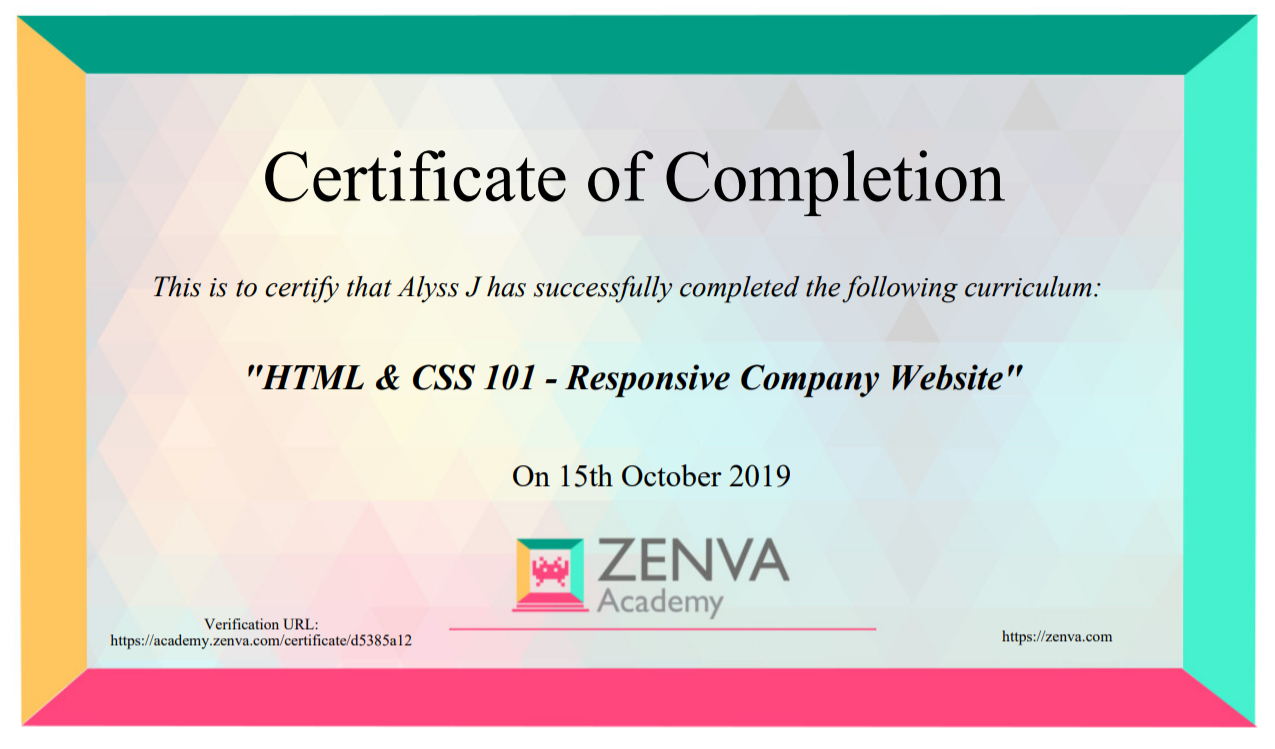 Certificate of Completion
This is to certify that Alyss J has successfully completed the following curriculum:
"HTML & CSS 101 - Responsive Company Website"
On 15th October 2019
ZENVA
Academy
Verification URL:
https://academy.zenva.com/certificate/d5385a12
https://zenva.com